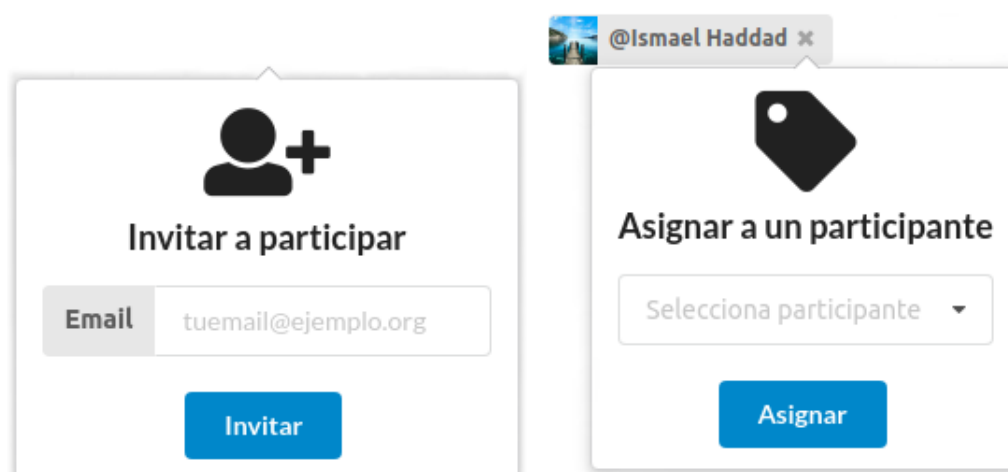 Invitar a participar
Email
tuemail@ejemplo.org
Invitar
@Ismael Haddad
Asignar a un participante
Selecciona participante
Asignar